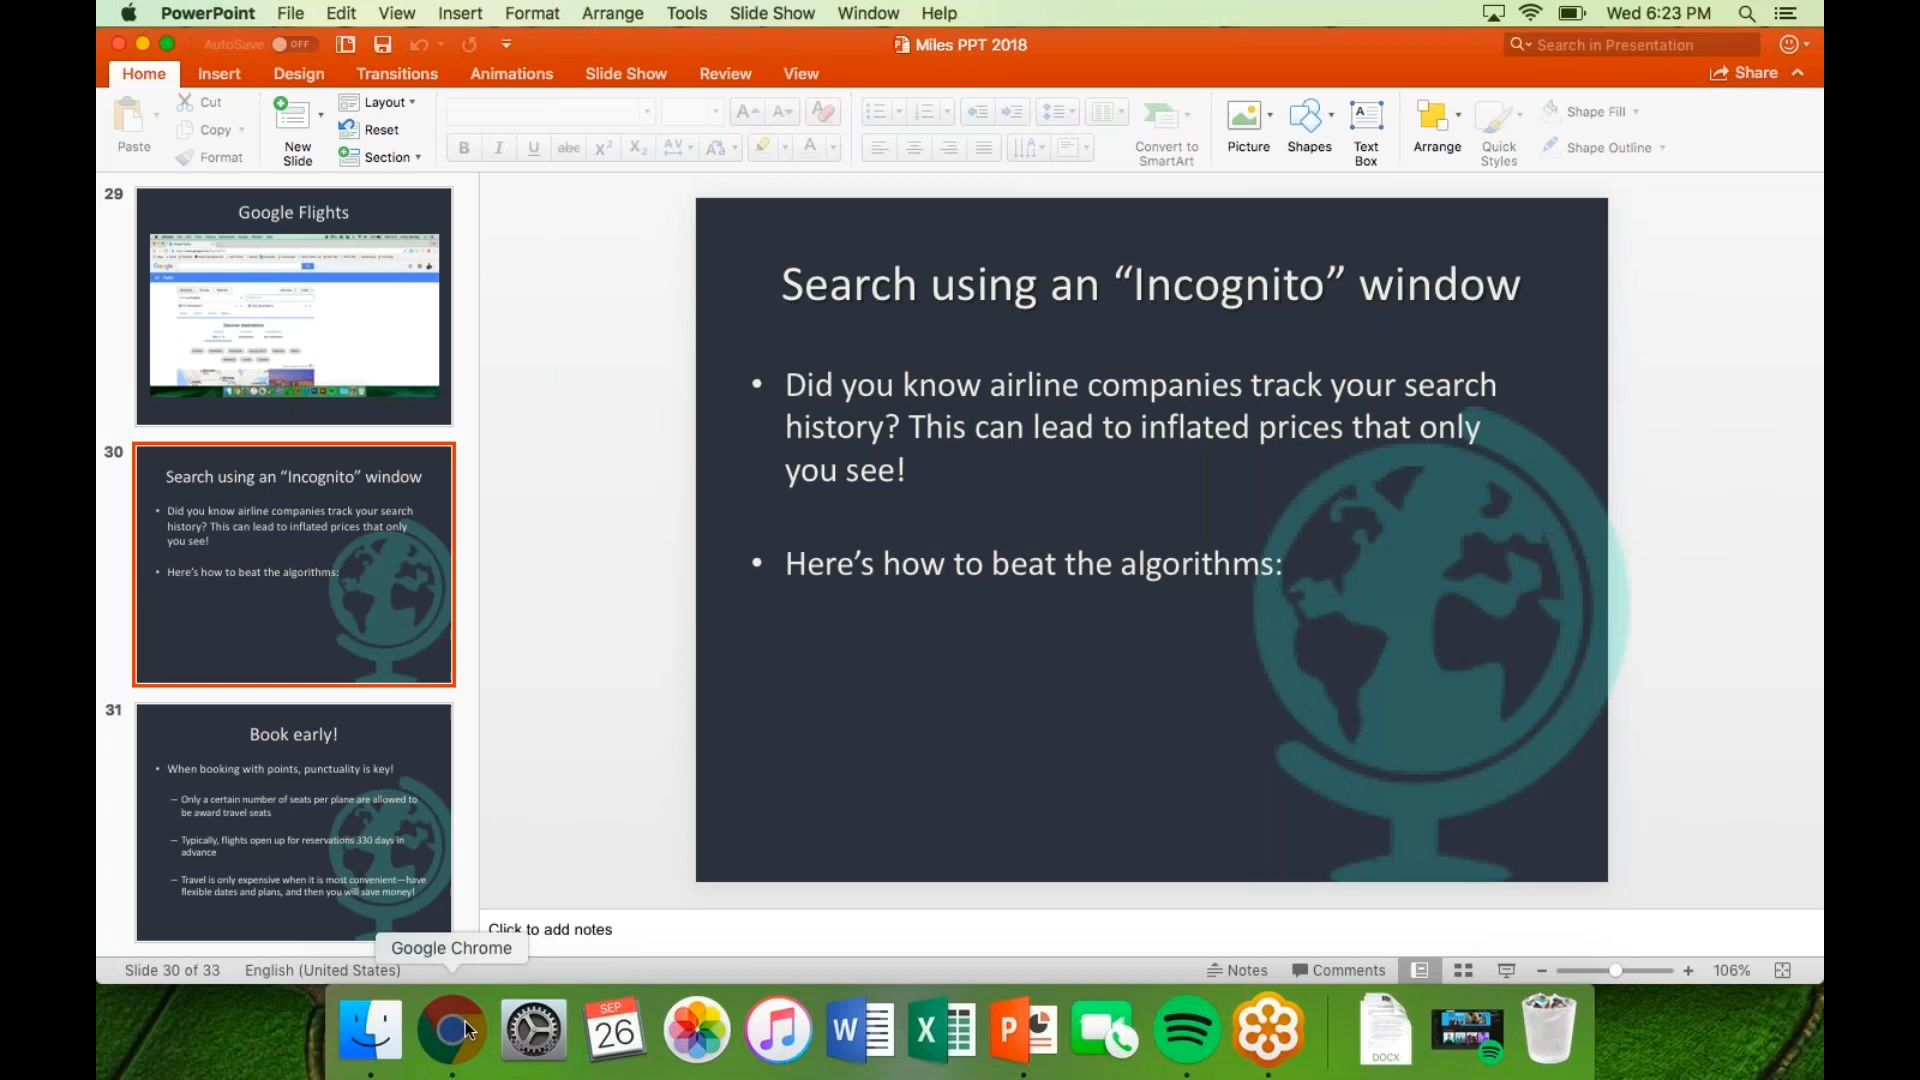 PowerPoint File Edit View Insert Format Arrange Tools Slide Show Window Help Wed 6:23 PM
AutoSave OFF Miles PPT 2018 Search in Presentation
Home Insert Design Transitions Animations Slide Show Review View Share
Paste Cut Copy Format
New Slide Layout Reset Section
Convert to SmartArt
Picture Shapes Text Box Arrange Quick Styles Shape Fill Shape Outline
29
Google Flights
30
Search using an “Incognito” window
• Did you know airline companies track your search
history? This can lead to inflated prices that only
you see!
• Here’s how to beat the algorithms:
31
Book early!
• When booking with points, punctuality is key!
– Only a certain number of seats per plane are allowed to
be award travel seats
– Typically, flights open up for reservations 330 days in
advance
– Travel is only expensive when it is most convenient—have
flexible dates and plans, and then you will save money!
Search using an “Incognito” window
• Did you know airline companies track your search
history? This can lead to inflated prices that only
you see!
• Here’s how to beat the algorithms:
Click to add notes
Google Chrome
Slide 30 of 33 English (United States) Notes Comments 106%
SEP
26
DOCX